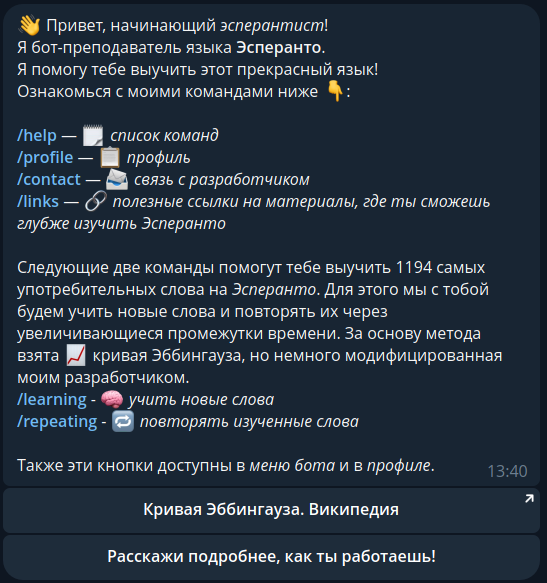 👋 Привет, начинающий эсперантист!
Я бот-преподаватель языка Эсперанто.
Я помогу тебе выучить этот прекрасный язык!
Ознакомься с моими командами ниже 👇:
/help — 🗒 список команд
/profile — 📋 профиль
/contact — 📨 связь с разработчиком
/links — 🔗 полезные ссылки на материалы, где ты сможешь
глубже изучить Эсперанто
Следующие две команды помогут тебе выучить 1194 самых
употребительных слова на Эсперанто. Для этого мы с тобой
будем учить новые слова и повторять их через
увеличивающиеся промежутки времени. За основу метода
взята 📈 кривая Эббингауза, но немного модифицированная
моим разработчиком.
/learning - 🧠 учить новые слова
/repeating - 🔁 повторять изученные слова
Также эти кнопки доступны в меню бота и в профиле.
13:40
Кривая Эббингауза. Википедия
Расскажи подробнее, как ты работаешь!